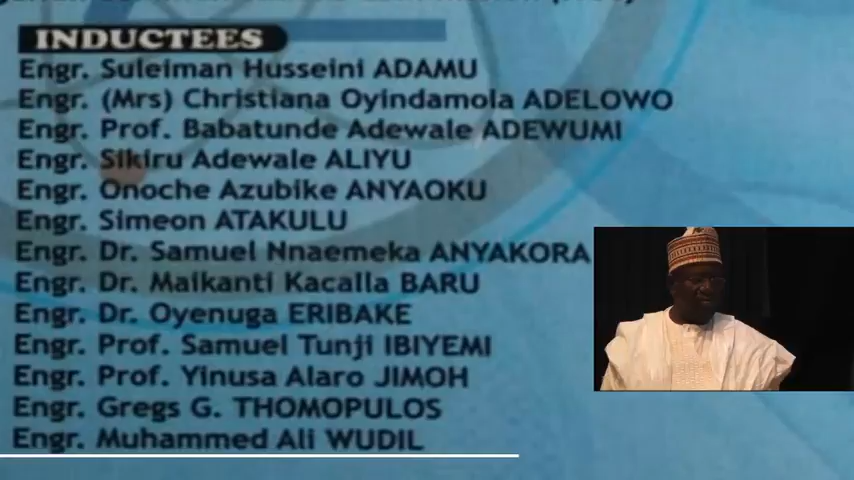 INDUCTEES
Engr. Suleiman Husseini ADAMU
Engr. (Mrs) Christiana Oyindamola ADELOWO
Engr. Prof. Babatunde Adewale ADEWUMI
Engr. Sikiru Adewale ALIYU
Engr. Onoche Azubike ANYAOKU
Engr. Simeon ATAKULU
Engr. Dr. Samuel Nnaemeka ANYAKORA
Engr. Dr. Maikanti Kacalla BARU
Engr. Dr. Oyenuga ERIBAKE
Engr. Prof. Samuel Tunji IBIYEMI
Engr. Prof. Yinusa Alaro JIMOH
Engr. Gregs G. THOMOPULOS
Engr. Muhammed Ali WUDIL